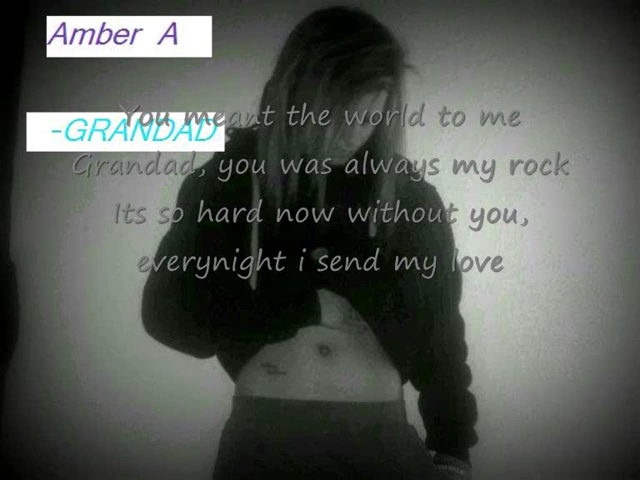 Amber A
-GRANDAD
You meant the world to me
Grandad, you was always my rock
Its so hard now without you,
everynight i send my love